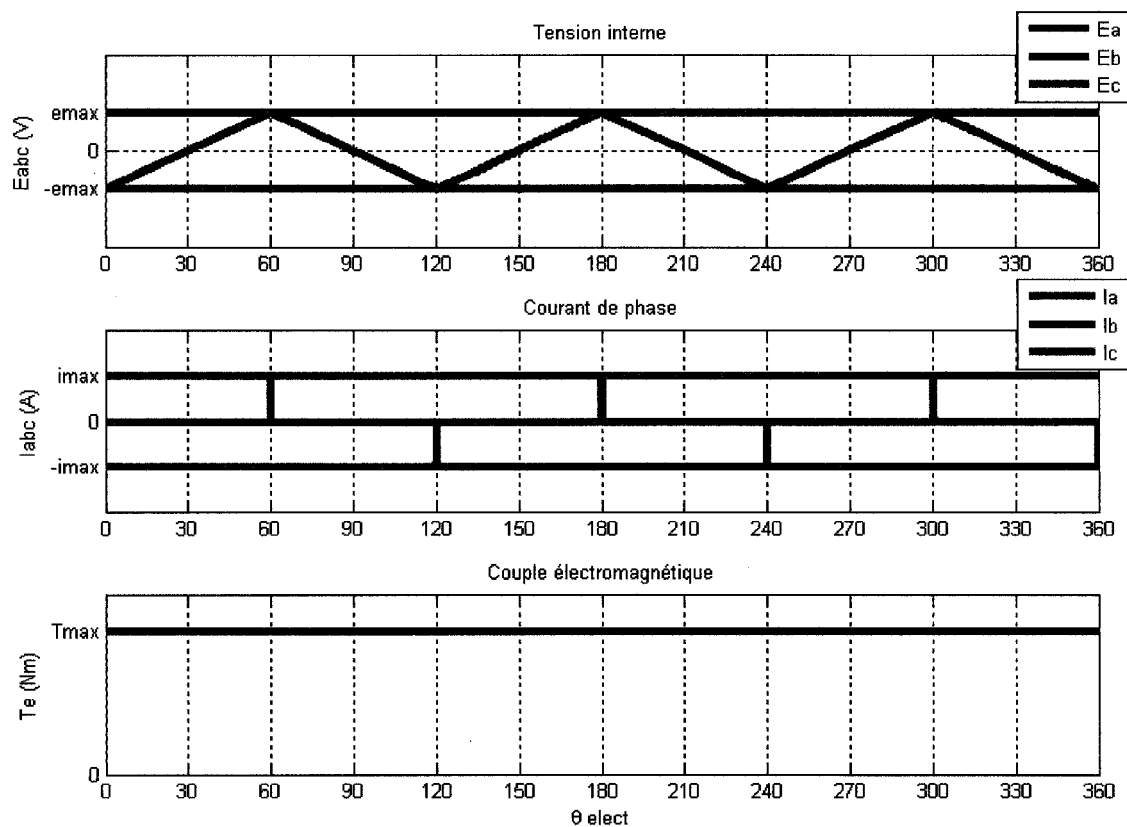 Tension interne
Ea
Eb
Ec
Eabc (V)
emax
0
-emax
0 30 60 90 120 150 180 210 240 270 300 330 360
Courant de phase
Ia
Ib
Ic
Iabc (A)
imax
0
-imax
0 30 60 90 120 150 180 210 240 270 300 330 360
Couple électromagnétique
Te (Nm)
Tmax
0
0 30 60 90 120 150 180 210 240 270 300 330 360
θ elect